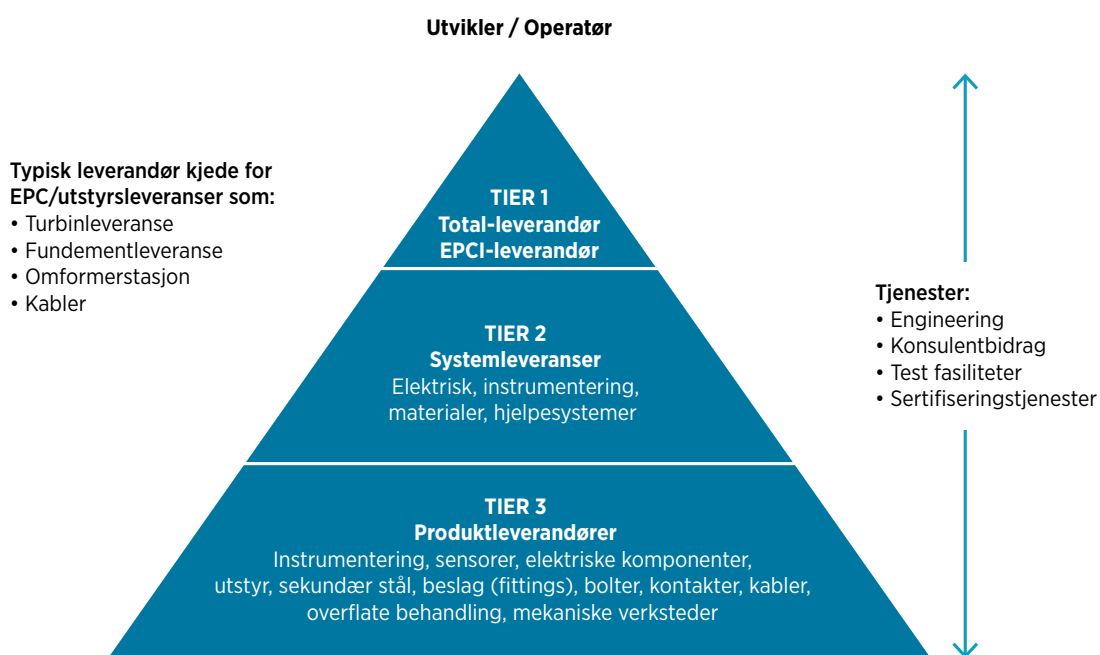 Utvikler / Operatør
Typisk leverandør kjede for
EPC/utstyrsleveranser som:
• Turbinleveranse
• Fundementleveranse
• Omformerstasjon
• Kabler
TIER 1
Total-leverandør
EPCI-leverandør
TIER 2
Systemleveranser
Elektrisk, instrumentering,
materialer, hjelpesystemer
TIER 3
Produktleverandører
Instrumentering, sensorer, elektriske komponenter,
utstyr, sekundær stål, beslag (fittings), bolter, kontakter, kabler,
overflate behandling, mekaniske verksteder
Tjenester:
• Engineering
• Konsulentbidrag
• Test fasiliteter
• Sertifiseringstjenester